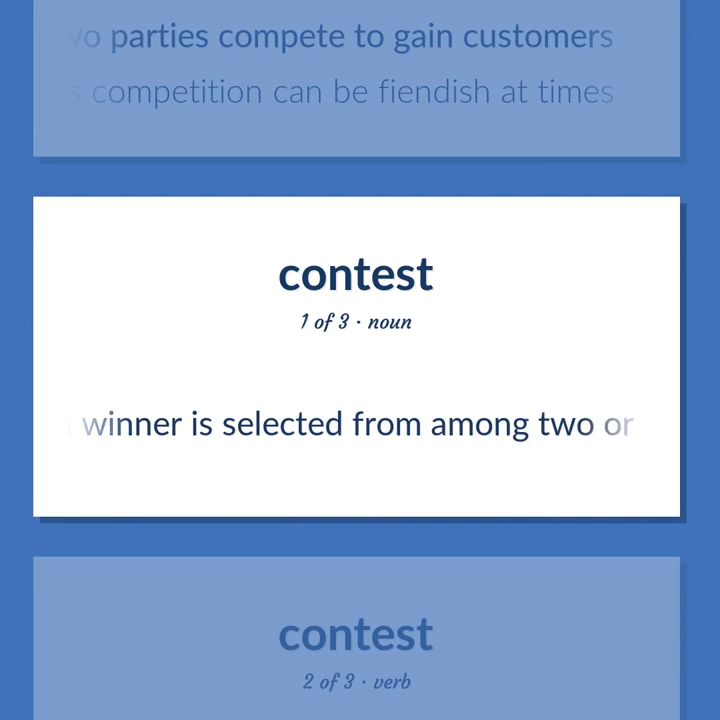 parties compete to gain customers
competition can be fiendish at times
contest
1 of 3 · noun
winner is selected from among two or
contest
2 of 3 · verb